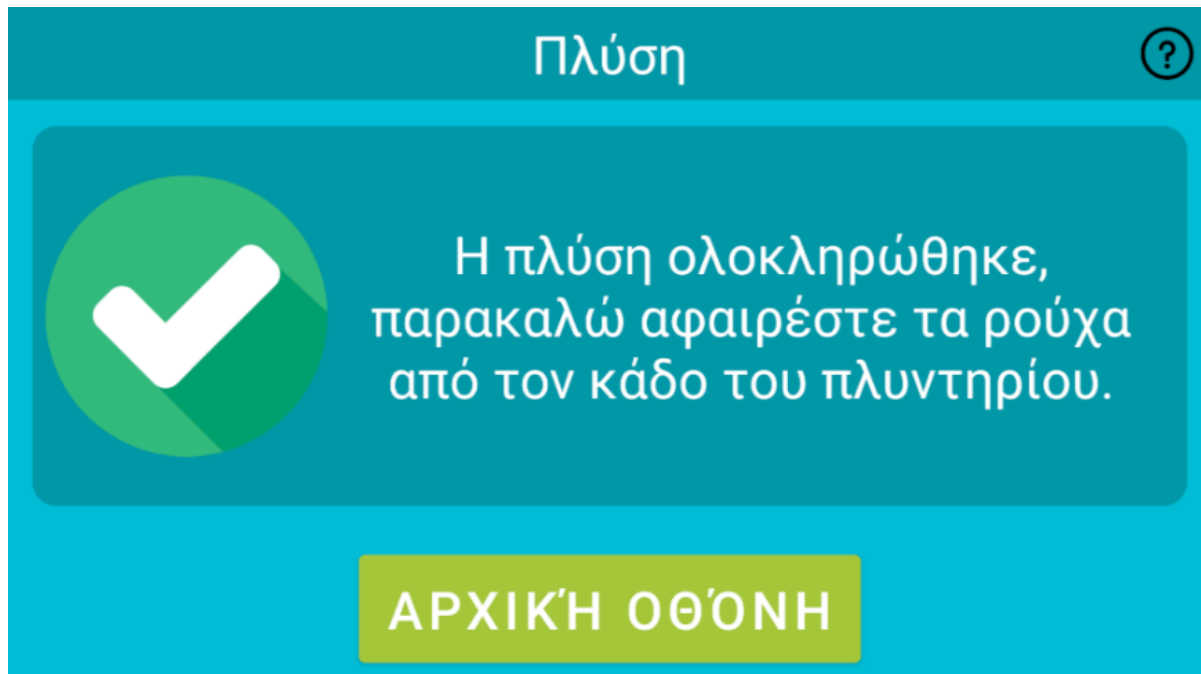 Πλύση
?
Η πλύση ολοκληρώθηκε,
παρακαλώ αφαιρέστε τα ρούχα
από τον κάδο του πλυντηρίου.
ΑΡΧΙΚΉ ΟΘΌΝΗ